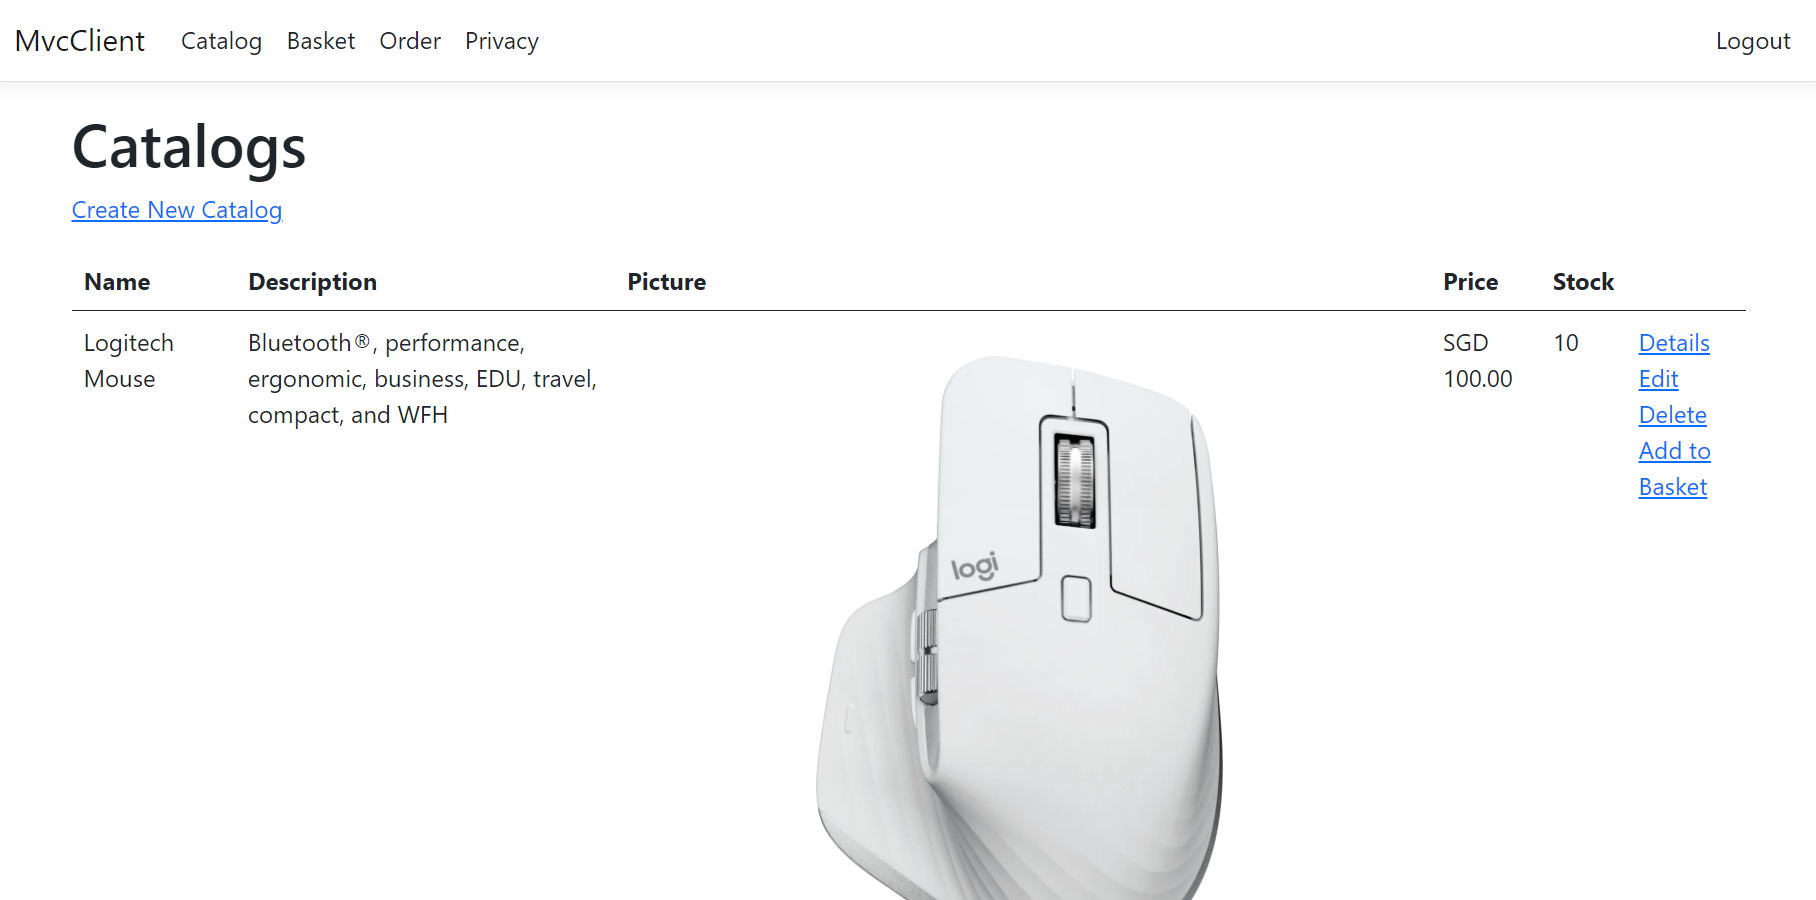 MvcClient Catalog Basket Order Privacy Logout
Catalogs
Create New Catalog
Name Description Picture Price Stock
Logitech Bluetooth®, performance, SGD 10 Details
Mouse ergonomic, business, EDU, travel, 100.00 Edit
compact, and WFH Delete
Add to
Basket
logi